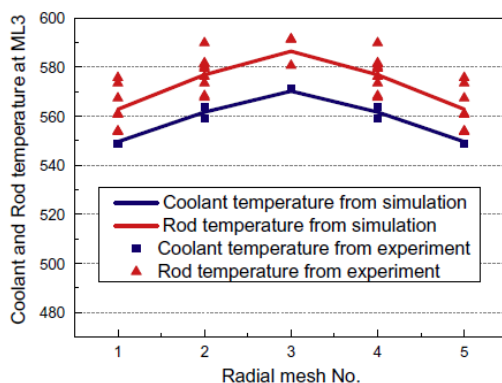 Coolant and Rod temperature at ML3
600
580
560
540
520
500
480
Coolant temperature from simulation
Rod temperature from simulation
Coolant temperature from experiment
Rod temperature from experiment
1 2 3 4 5
Radial mesh No.